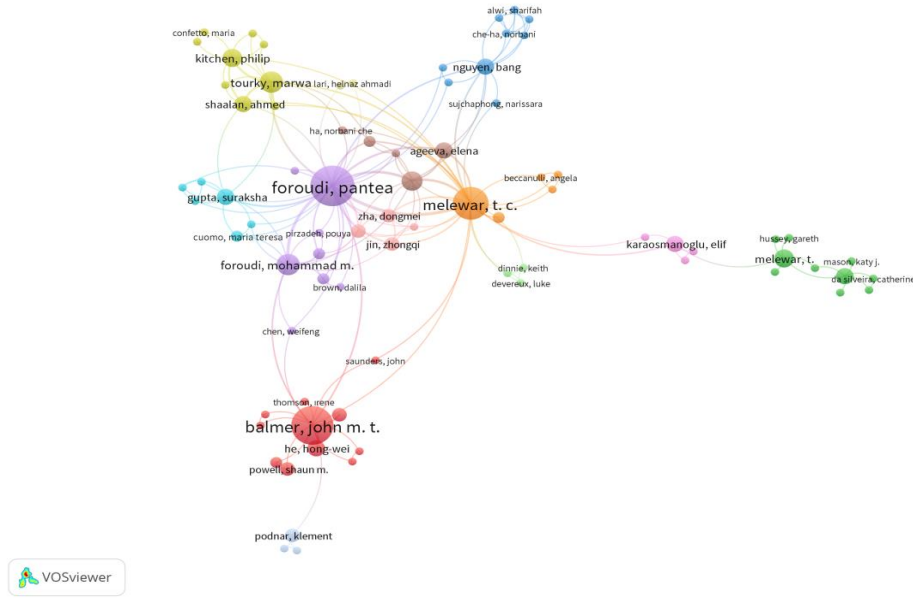 alwi, sharifah
confetto, maria
che-ha, norbani
kitchen, philip
nguyen, bang
tourky, marwa
lari, heinaz ahmadi
shaalan, ahmed
sujchaphong, narissara
ha, norbani che
ageeva, elena
beccanulli, angela
foroudi, pantea
gupta, suraksha
melewar, t. c.
zha, dongmei
pirzadeh, pouya
cuomo, maria teresa
jin, zhongqi
karaosmanoglu, elif
hussey, gareth
melewar, t.
foroudi, mohammad m.
mason, katy j.
dinnie, keith
da silveira, catherine
devereux, luke
brown, dalila
chen, weifeng
saunders, john
thomson, irene
balmer, john m. t.
he, hong-wei
powell, shaun m.
podnar, klement
VOSviewer